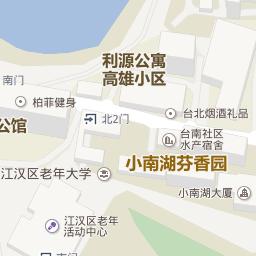 利源公寓
高雄小区
南门
柏菲健身
北2门
台北烟酒礼品
公馆
台南社区
水产宿舍
小南湖芬香园
江汉区老年大学
小南湖大厦
江汉区老年
活动中心
南门